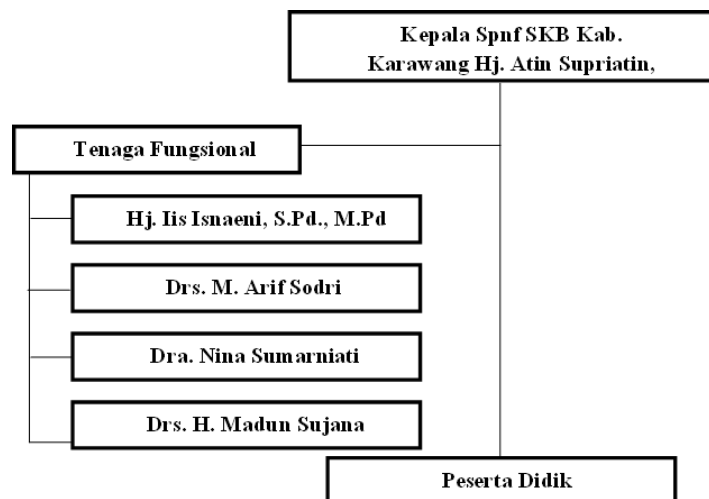 Kepala Spnf SKB Kab.
Karawang Hj. Atin Supriatin,
Tenaga Fungsional
Hj. Iis Isnaeni, S.Pd., M.Pd
Drs. M. Arif Sodri
Dra. Nina Sumarniati
Drs. H. Madun Sujana
Peserta Didik